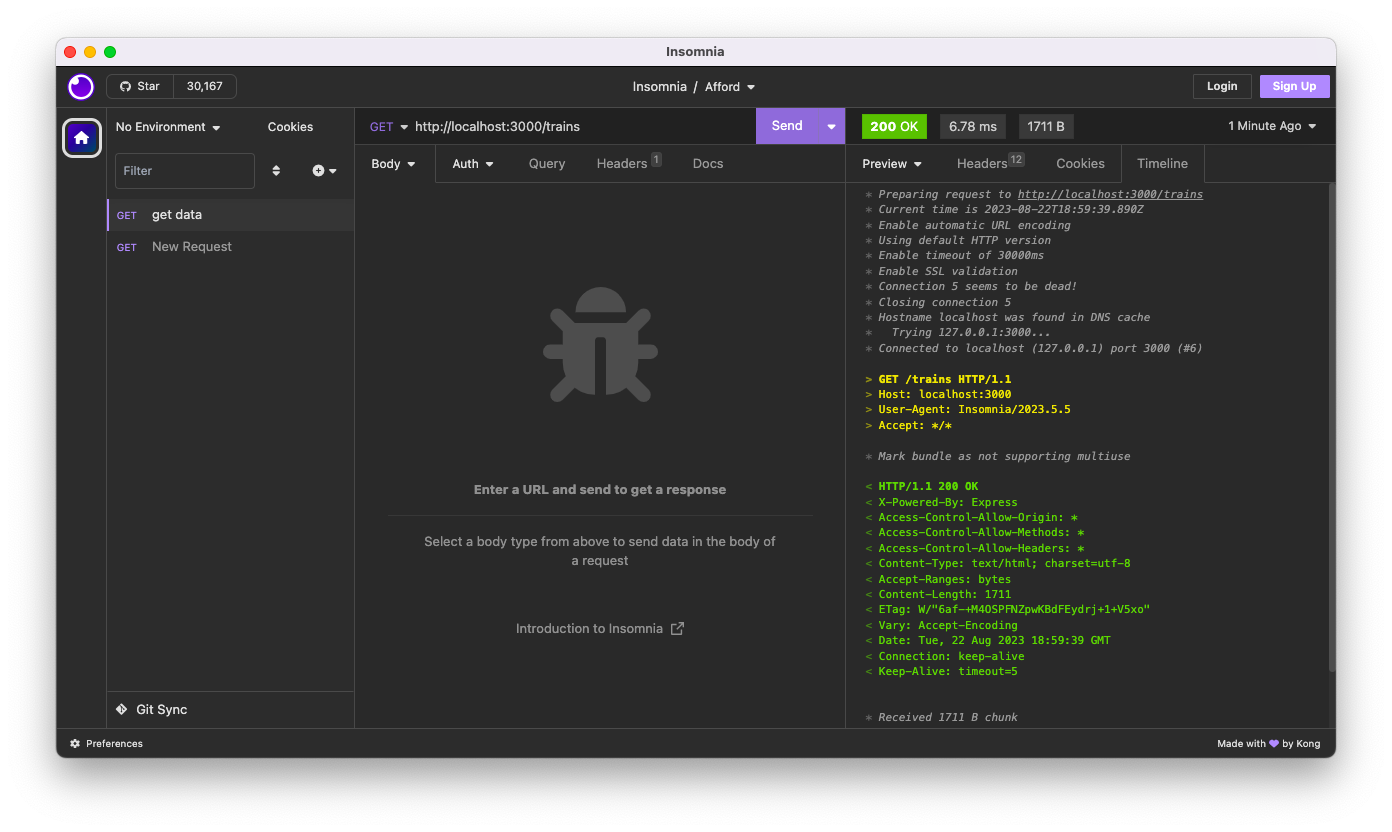 Insomnia
Star 30,167
Insomnia / Afford
Login Sign Up
No Environment Cookies
Filter
GET get data
GET New Request
Git Sync
GET http://localhost:3000/trains Send
Body Auth Query Headers 1 Docs
Enter a URL and send to get a response
Select a body type from above to send data in the body of
a request
Introduction to Insomnia
200 OK 6.78 ms 1711 B 1 Minute Ago
Preview Headers 12 Cookies Timeline
* Preparing request to http://localhost:3000/trains
* Current time is 2023-08-22T18:59:39.890Z
* Enable automatic URL encoding
* Using default HTTP version
* Enable timeout of 30000ms
* Enable SSL validation
* Connection 5 seems to be dead!
* Closing connection 5
* Hostname localhost was found in DNS cache
*   Trying 127.0.0.1:3000...
* Connected to localhost (127.0.0.1) port 3000 (#6)
> GET /trains HTTP/1.1
> Host: localhost:3000
> User-Agent: Insomnia/2023.5.5
> Accept: */*
* Mark bundle as not supporting multiuse
< HTTP/1.1 200 OK
< X-Powered-By: Express
< Access-Control-Allow-Origin: *
< Access-Control-Allow-Methods: *
< Access-Control-Allow-Headers: *
< Content-Type: text/html; charset=utf-8
< Accept-Ranges: bytes
< Content-Length: 1711
< ETag: W/"6af-+M4OSPFNZpwKBdFEydrj+1+V5xo"
< Vary: Accept-Encoding
< Date: Tue, 22 Aug 2023 18:59:39 GMT
< Connection: keep-alive
< Keep-Alive: timeout=5
* Received 1711 B chunk
Preferences
Made with 💜 by Kong